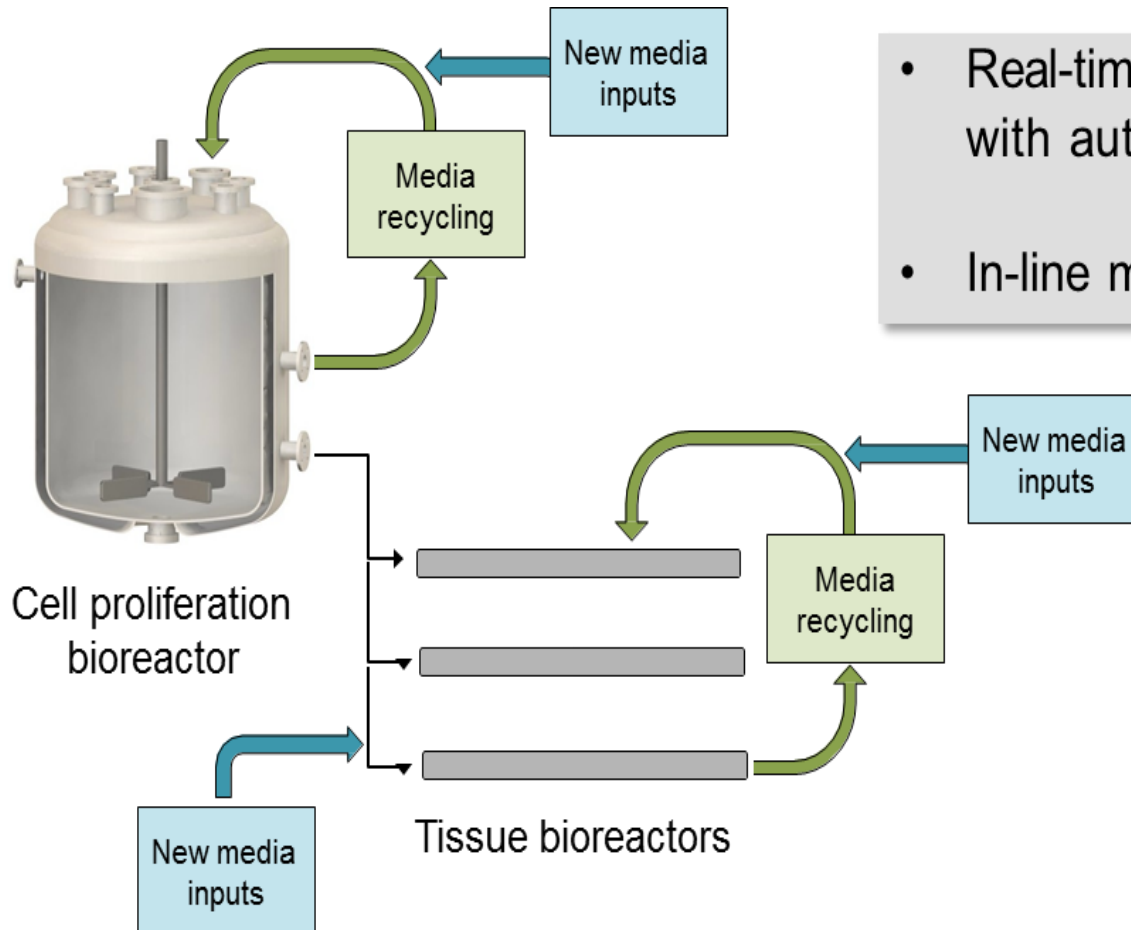 New media
inputs
Media
recycling
• Real-tim
with aut
• In-line m
Cell proliferation
bioreactor
New media
inputs
Media
recycling
Tissue bioreactors
New media
inputs